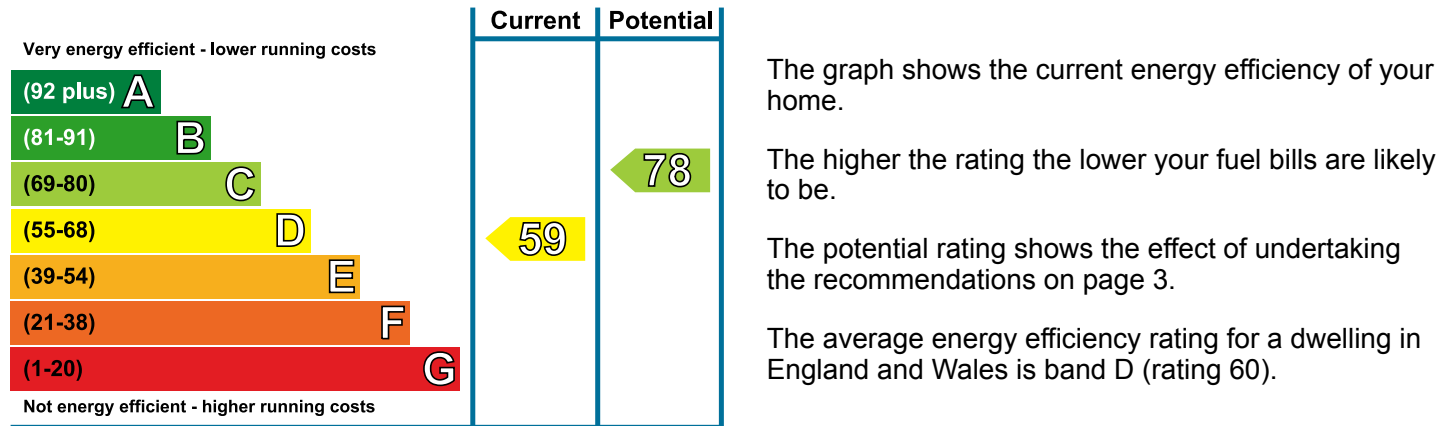 Current Potential
Very energy efficient - lower running costs
(92 plus) A
(81-91) B
(69-80) C
78
(55-68) D
59
(39-54) E
(21-38) F
(1-20) G
Not energy efficient - higher running costs
The graph shows the current energy efficiency of your
home.
The higher the rating the lower your fuel bills are likely
to be.
The potential rating shows the effect of undertaking
the recommendations on page 3.
The average energy efficiency rating for a dwelling in
England and Wales is band D (rating 60).